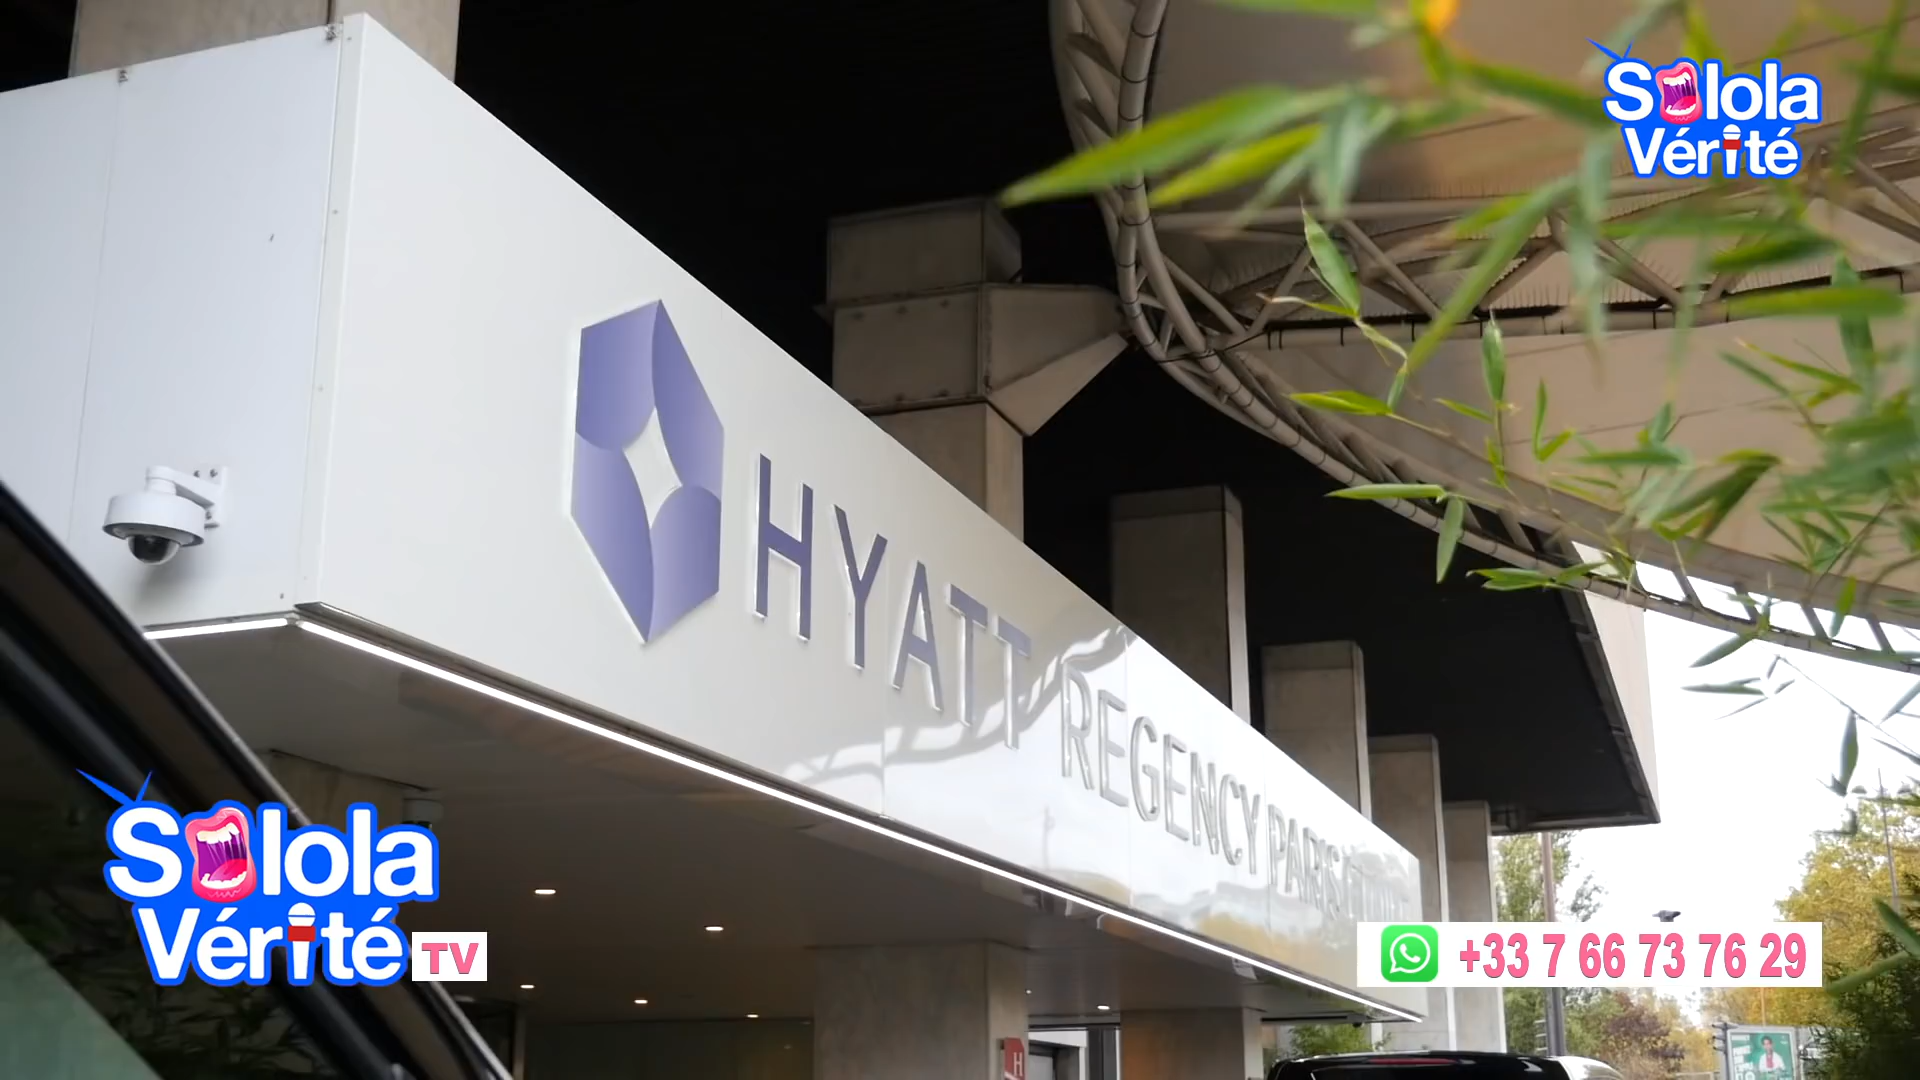 Solola
Vérité
HYATT REGENCY PARIS
Solola
Vérité TV
+33 7 66 73 76 29
H